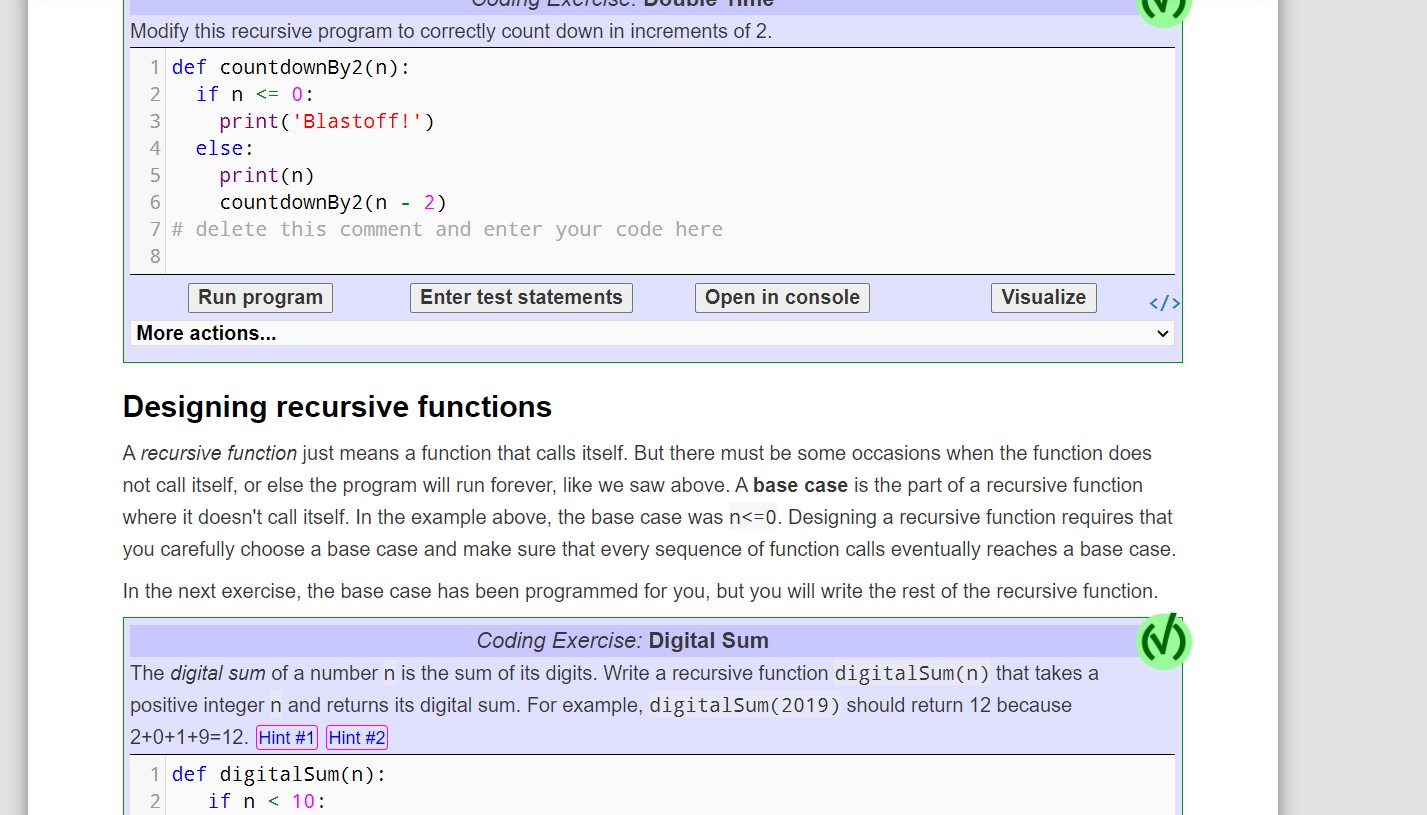 Coding Exercise: Double Time
Modify this recursive program to correctly count down in increments of 2.
1 def countdownBy2(n):
2   if n <= 0:
3     print('Blastoff!')
4   else:
5     print(n)
6     countdownBy2(n - 2)
7 # delete this comment and enter your code here
8
Run program Enter test statements Open in console Visualize </>
More actions...
Designing recursive functions
A recursive function just means a function that calls itself. But there must be some occasions when the function does
not call itself, or else the program will run forever, like we saw above. A base case is the part of a recursive function
where it doesn't call itself. In the example above, the base case was n<=0. Designing a recursive function requires that
you carefully choose a base case and make sure that every sequence of function calls eventually reaches a base case.
In the next exercise, the base case has been programmed for you, but you will write the rest of the recursive function.
Coding Exercise: Digital Sum
The digital sum of a number n is the sum of its digits. Write a recursive function digitalSum(n) that takes a
positive integer n and returns its digital sum. For example, digitalSum(2019) should return 12 because
2+0+1+9=12. Hint #1 Hint #2
1 def digitalSum(n):
2    if n < 10: